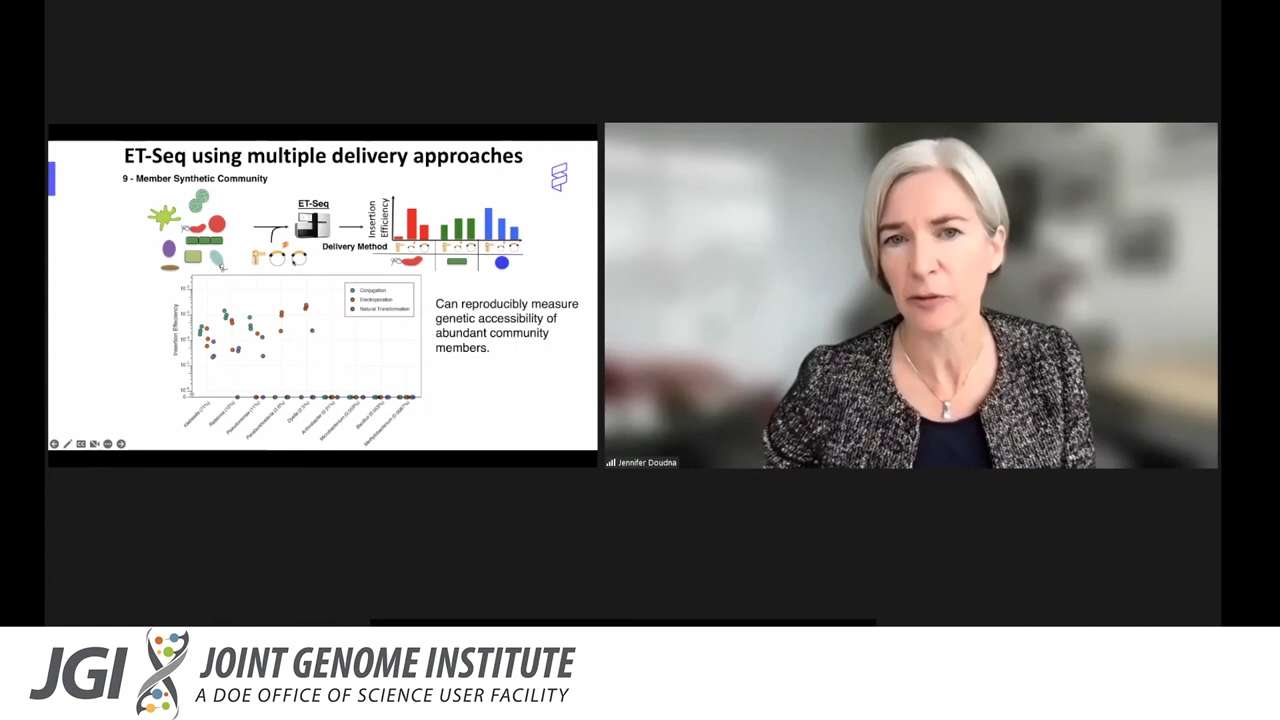 ET-Seq using multiple delivery approaches
9 - Member Synthetic Community
ET-Seq
Insertion
Efficiency
Delivery Method
Conjugation
Electroporation
Natural Transformation
Insertion Efficiency
Can reproducibly measure
genetic accessibility of
abundant community
members.
Jennifer Doudna
JGI
JOINT GENOME INSTITUTE
A DOE OFFICE OF SCIENCE USER FACILITY